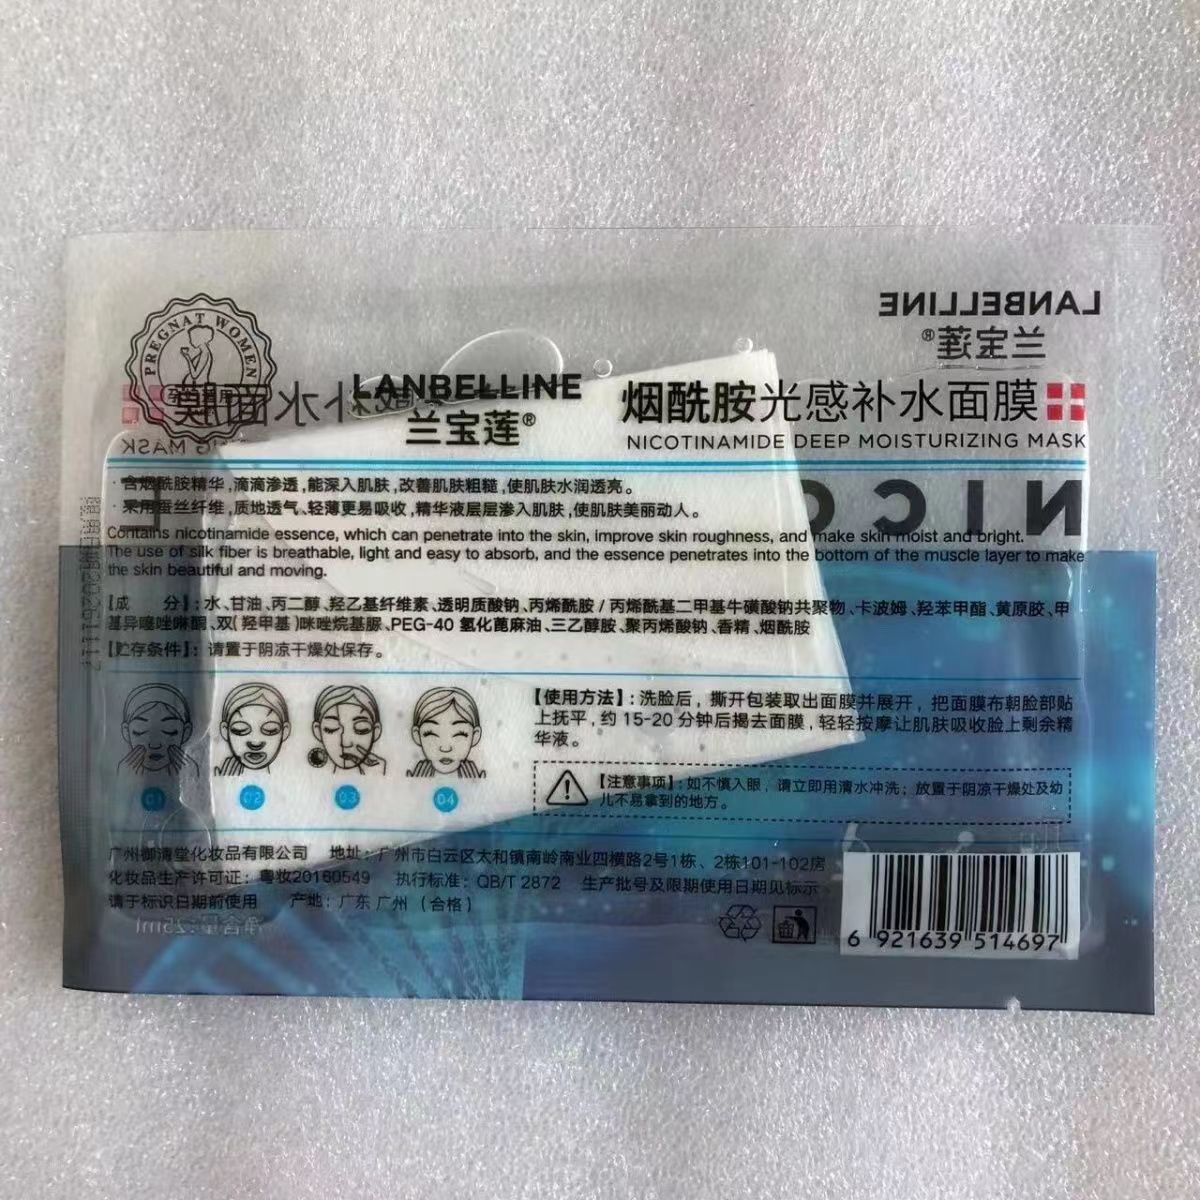 PREGNAT WOMEN
LANBELLINE
兰宝莲®
LANBELLINE
兰宝莲®
烟酰胺光感补水面膜
NICOTINAMIDE DEEP MOISTURIZING MASK
·含烟酰胺精华,滴滴渗透,能深入肌肤,改善肌肤粗糙,使肌肤水润透亮。
·采用蚕丝纤维,质地透气、轻薄更易吸收,精华液层层渗入肌肤,使肌肤美丽动人。
Contains nicotinamide essence, which can penetrate into the skin, improve skin roughness, and make skin moist and bright.
The use of silk fiber is breathable, light and easy to absorb, and the essence penetrates into the bottom of the muscle layer to make
the skin beautiful and moving.
【成 分】:水、甘油、丙二醇、羟乙基纤维素、透明质酸钠、丙烯酰胺/丙烯酰基二甲基牛磺酸钠共聚物、卡波姆、羟苯甲酯、黄原胶、甲
基异噻唑啉酮、双(羟甲基)咪唑烷基脲、PEG-40 氢化蓖麻油、三乙醇胺、聚丙烯酸钠、香精、烟酰胺
【贮存条件】:请置于阴凉干燥处保存。
【使用方法】:洗脸后，撕开包装取出面膜并展开，把面膜布朝脸部贴
上抚平，约 15-20 分钟后揭去面膜，轻轻按摩让肌肤吸收脸上剩余精
华液。
01 02 03 04
【注意事项】:如不慎入眼，请立即用清水冲洗；放置于阴凉干燥处及幼
儿不易拿到的地方。
广州御清堂化妆品有限公司 地址：广州市白云区太和镇南岭南业四横路2号1栋、2栋101-102房
化妆品生产许可证：粤妆20160549 执行标准：QB/T 2872 生产批号及限期使用日期见标示
请于标识日期前使用 产地：广东 广州（合格）
净含量:25ml
6 921639 514697